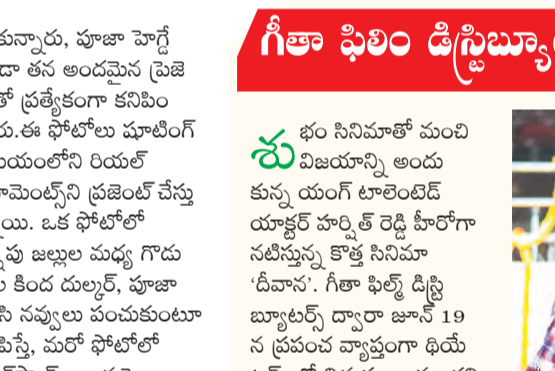 కున్నారు, పూజా హెగ్డే
తన అందమైన ప్రెజె
ప్రత్యేకంగా కనిపిం
రు.ఈ ఫోటోలు షూటింగ్
రియల్
ప్రజెంట్ చేస్తు
ఒక ఫోటోలో
జల్లుల మధ్య గొడు
కింద దుల్కర్, పూజా
నవ్వులు పంచుకుంటూ
మరో ఫోటోలో
గీతా ఫిలిం డిస్ట్రిబ్యూ
శుభం సినిమాతో మంచి
విజయాన్ని అందు
కున్న యంగ్ టాలెంటెడ్
యాక్టర్ హర్షిత్ రెడ్డి హీరోగా
నటిస్తున్న కొత్త సినిమా
‘దీవాన’. గీతా ఫిల్మ్ డిస్ట్రి
బ్యూటర్స్ ద్వారా జూన్ 19
న ప్రపంచ వ్యాప్తంగా థియే